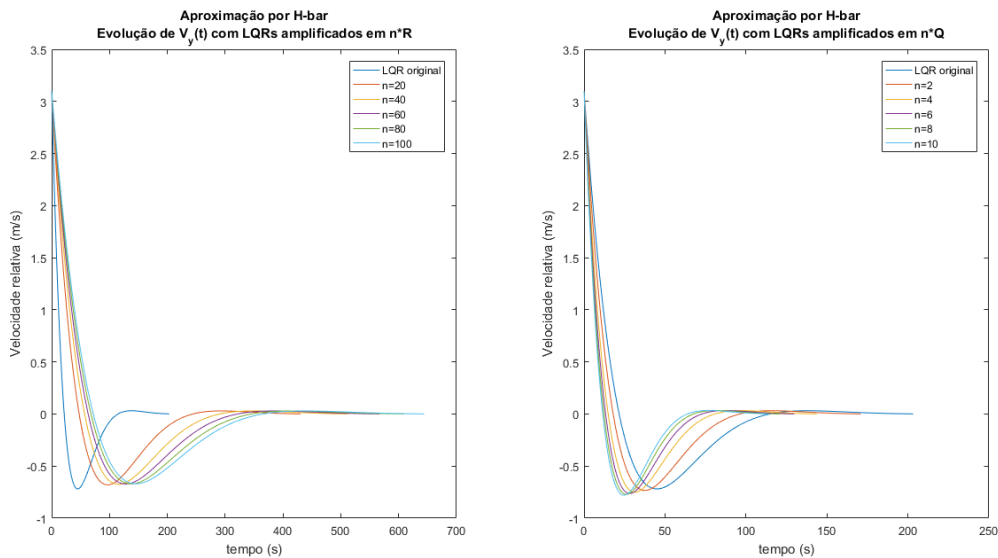 Aproximação por H-bar
Evolução de V_y(t) com LQRs amplificados em n*R
3.5
3
2.5
2
1.5
1
0.5
0
-0.5
-1
Velocidade relativa (m/s)
0 100 200 300 400 500 600 700
tempo (s)
LQR original
n=20
n=40
n=60
n=80
n=100
Aproximação por H-bar
Evolução de V_y(t) com LQRs amplificados em n*Q
3.5
3
2.5
2
1.5
1
0.5
0
-0.5
-1
Velocidade relativa (m/s)
0 50 100 150 200 250
tempo (s)
LQR original
n=2
n=4
n=6
n=8
n=10